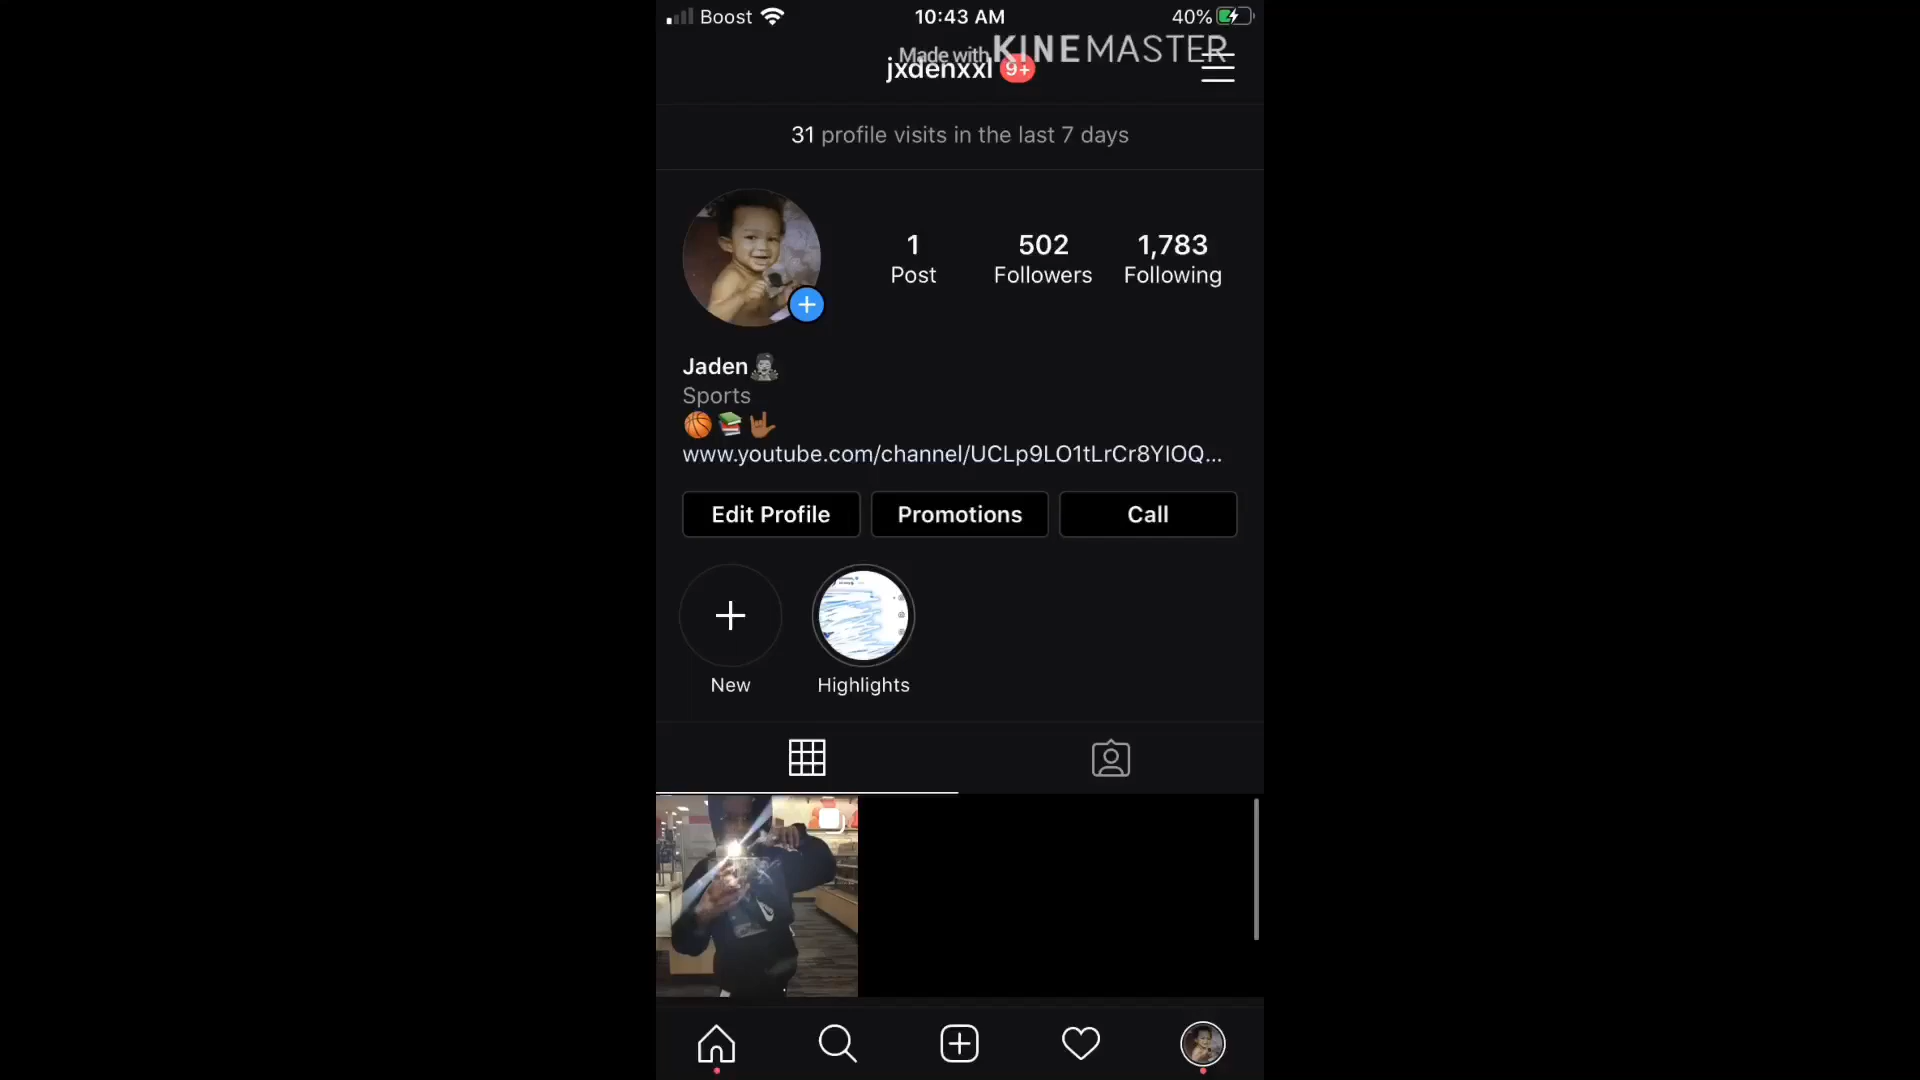 Boost 10:43 AM 40%
Made with KINEMASTER
jxdenxxl 9+
31 profile visits in the last 7 days
1 502 1,783
Post Followers Following
Jaden
Sports
www.youtube.com/channel/UCLp9LO1tLrCr8YIOQ...
Edit Profile Promotions Call
New Highlights